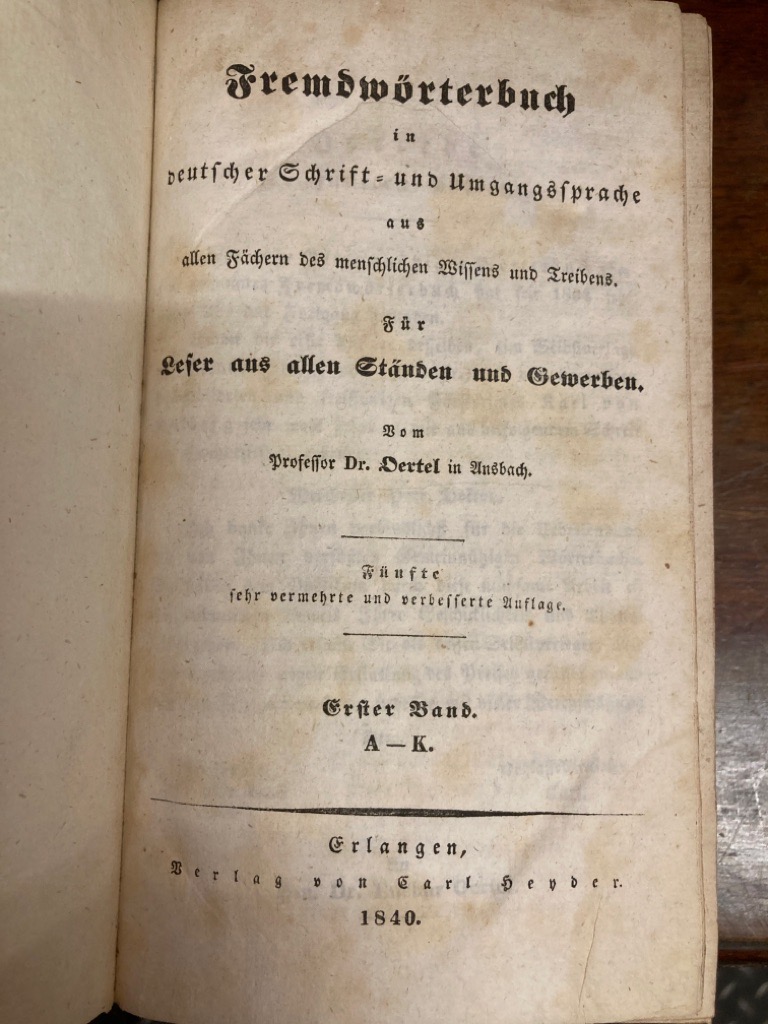 Fremdwörterbuch
in
deutſcher Schrift- und Umgangsſprache
aus
allen Fächern des menſchlichen Wiſſens und Treibens.
Für
Leſer aus allen Ständen und Gewerben.
Vom
Profeſſor Dr. Oertel in Ansbach.
Fünfte
ſehr vermehrte und verbeſſerte Auflage.
Erſter Band.
A — K.
Erlangen,
Verlag von Carl Heyder.
1840.